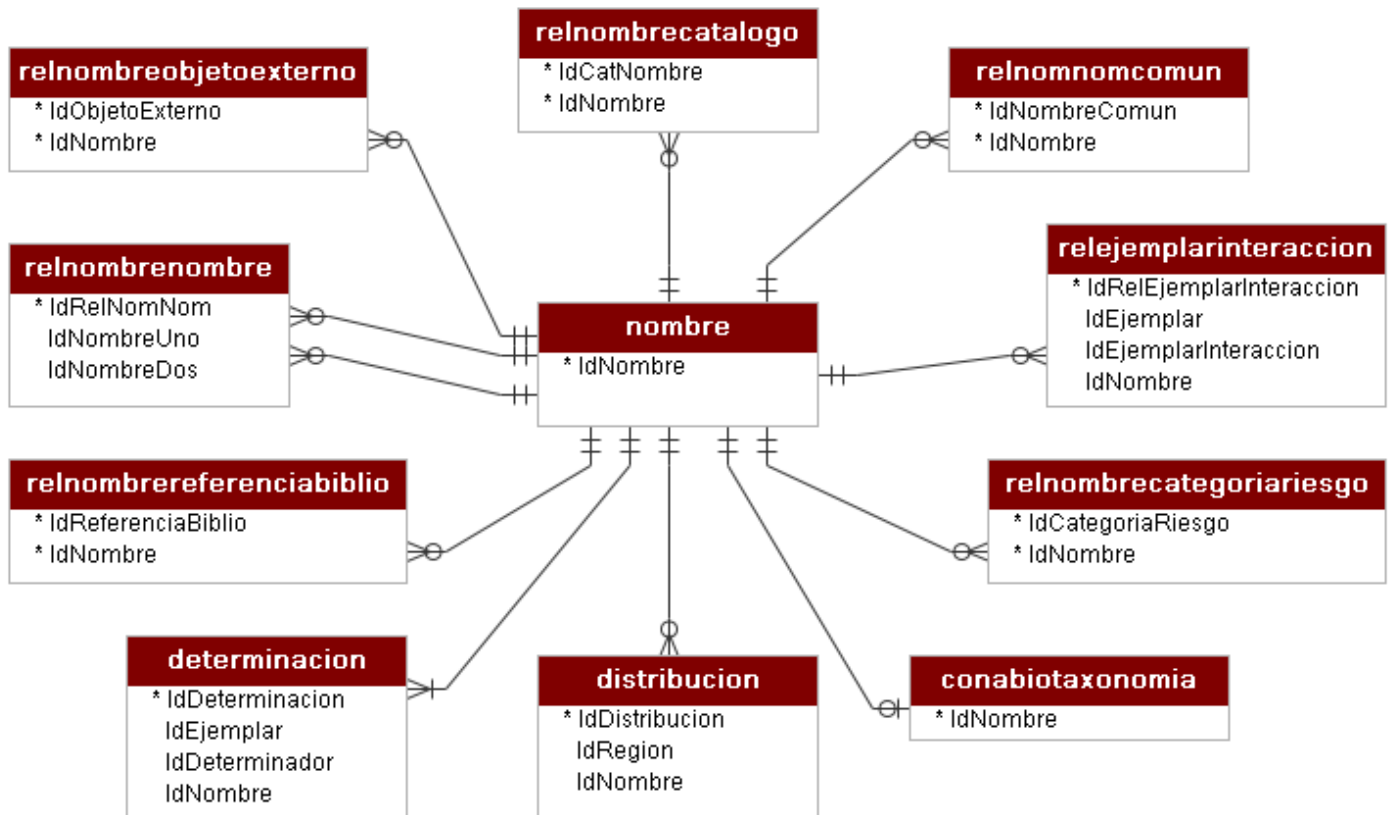 relnombreobjetoexterno
* IdObjetoExterno
* IdNombre
relnombrecatalogo
* IdCatNombre
* IdNombre
relnomnomcomun
* IdNombreComun
* IdNombre
relnombrenombre
* IdRelNomNom
IdNombreUno
IdNombreDos
nombre
* IdNombre
relejemplarinteraccion
* IdRelEjemplarInteraccion
IdEjemplar
IdEjemplarInteraccion
IdNombre
relnombrereferenciabiblio
* IdReferenciaBiblio
* IdNombre
relnombrecategoriariesgo
* IdCategoriaRiesgo
* IdNombre
determinacion
* IdDeterminacion
IdEjemplar
IdDeterminador
IdNombre
distribucion
* IdDistribucion
IdRegion
IdNombre
conabiotaxonomia
* IdNombre